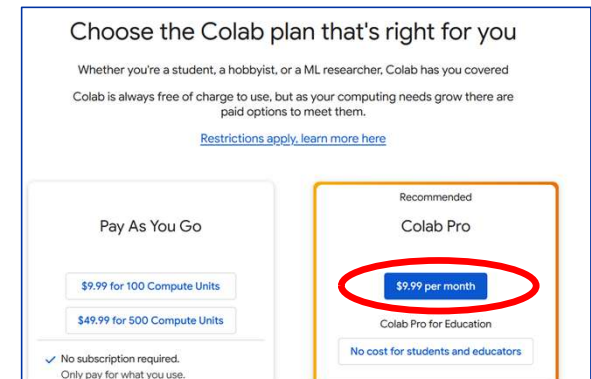 Choose the Colab plan that's right for you
Whether you're a student, a hobbyist, or a ML researcher, Colab has you covered
Colab is always free of charge to use, but as your computing needs grow there are
paid options to meet them.
Restrictions apply, learn more here
Pay As You Go
$9.99 for 100 Compute Units
$49.99 for 500 Compute Units
No subscription required.
Only pay for what you use.
Recommended
Colab Pro
$9.99 per month
Colab Pro for Education
No cost for students and educators